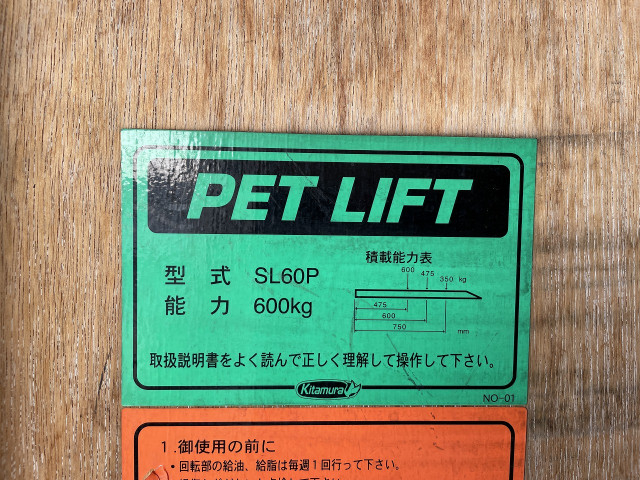 PET LIFT
型 式 SL60P
能 力 600kg
積載能力表
600 475 350 kg
475
600
750 mm
取扱説明書をよく読んで正しく理解して操作して下さい。
Kitamura
NO-01
1.御使用の前に
・回転部の給油、給脂は毎週1回行って下さい。